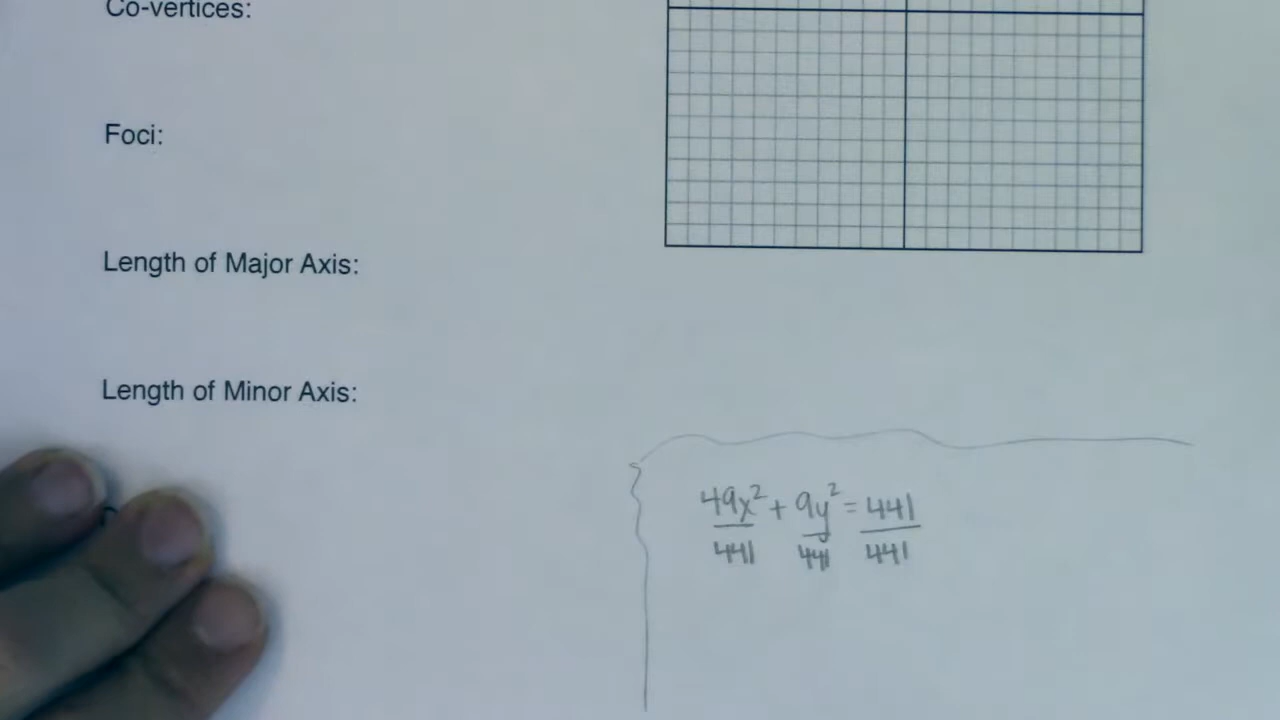 Co-vertices:
Foci:
Length of Major Axis:
Length of Minor Axis:
49x² + 9y² = 441
441 441 441